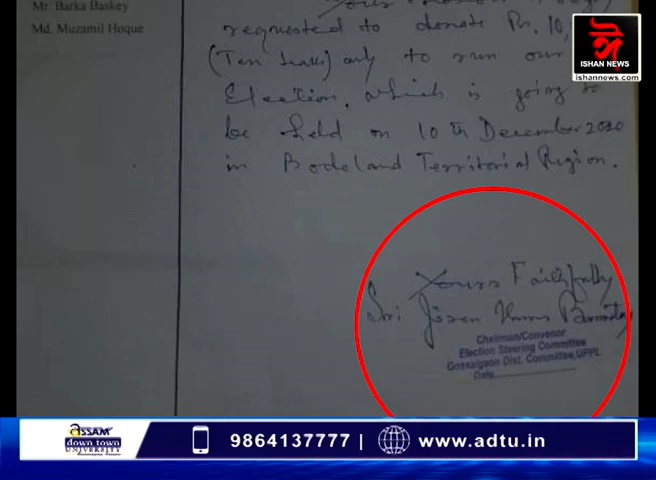 Mr. Barka Baskey
Md. Muzamil Hoque
requested to donate Rs. 10,
(Ten Lakh) only to run our
Election, which is going to
be held on 10th December 2020
in Bodoland Territorial Region.
Yours Faithfully
Sri
Chairman/Convenor
Election Steering Committee
Gossaigaon Dist. Committee, UPPL
Date
ISHAN NEWS
ishannews.com
ASSAM
down town
UNIVERSITY
9864137777
www.adtu.in